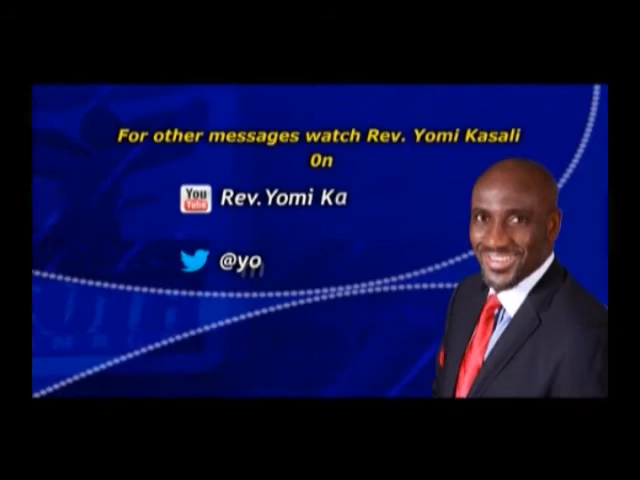 For other messages watch Rev. Yomi Kasali
0n
You Tube Rev.Yomi Ka
@yo